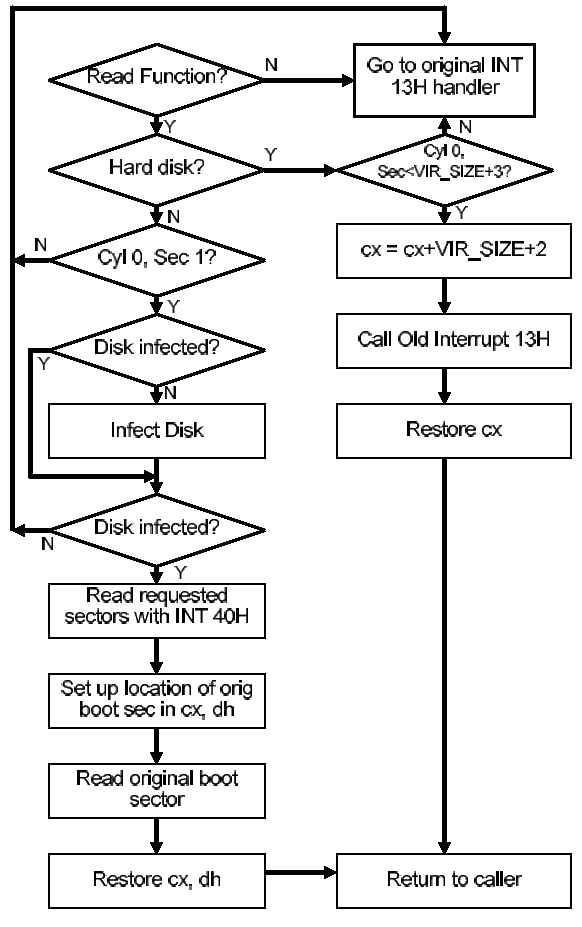 Read Function?
N
Go to original INT
13H handler
Y
N
Hard disk?
Y
Cyl 0,
Sec<VIR_SIZE+3?
N
Y
N
Cyl 0, Sec 1?
cx = cx+VIR_SIZE+2
Y
Disk infected?
Call Old Interrupt 13H
Y
N
Infect Disk
Restore cx
Disk infected?
N
Y
Read requested
sectors with INT 40H
Set up location of orig
boot sec in cx, dh
Read original boot
sector
Restore cx, dh
Return to caller